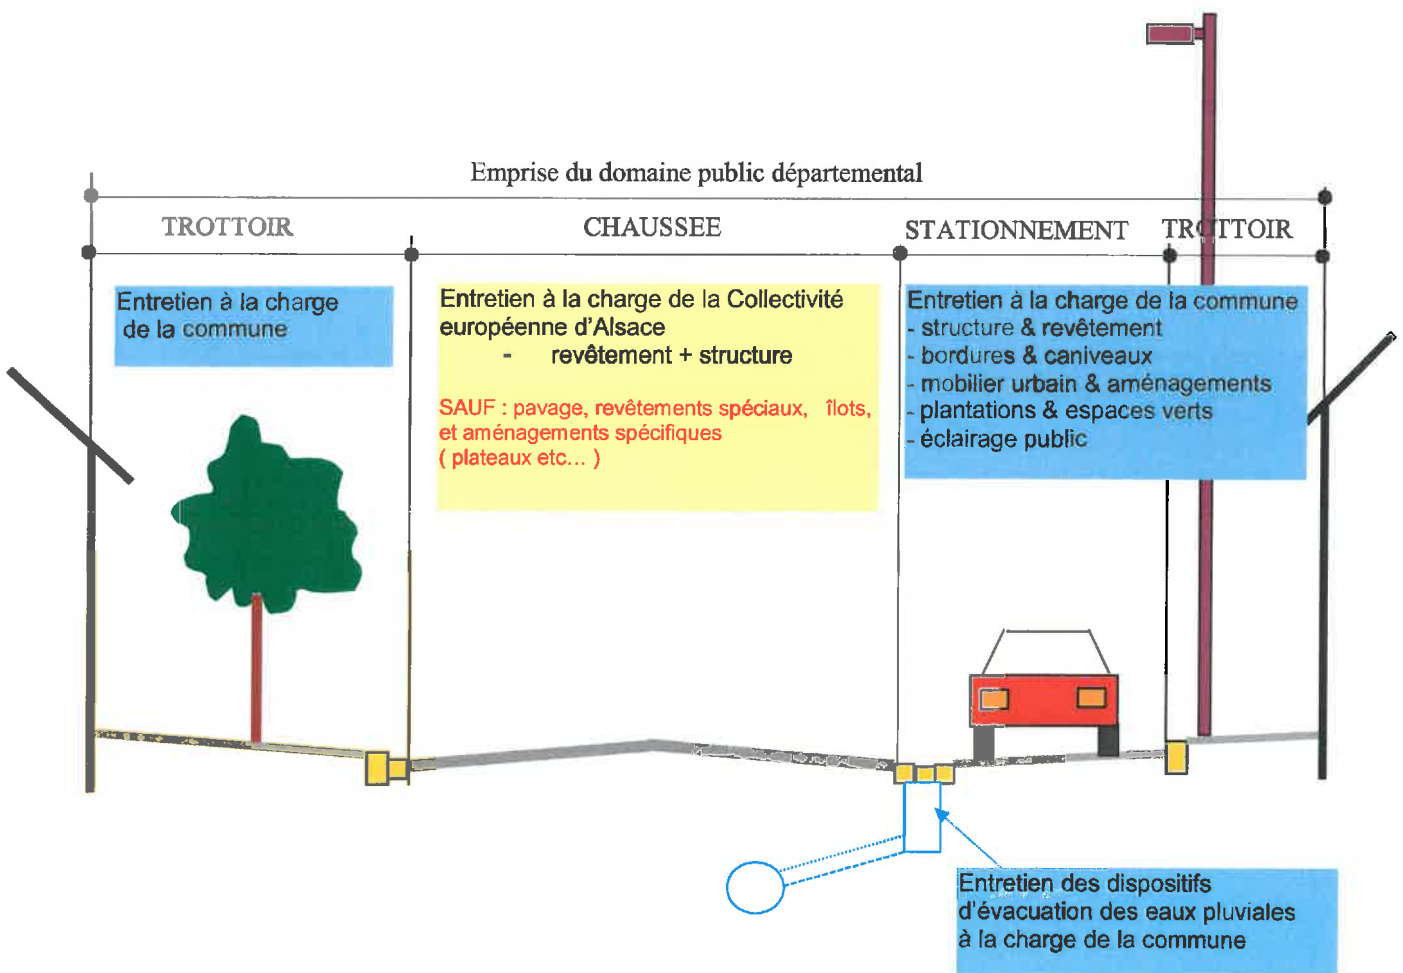 Emprise du domaine public départemental
TROTTOIR
CHAUSSEE
STATIONNEMENT
TROTTOIR
Entretien à la charge
de la commune
Entretien à la charge de la Collectivité
européenne d'Alsace
- revêtement + structure
SAUF : pavage, revêtements spéciaux, îlots,
et aménagements spécifiques
( plateaux etc... )
Entretien à la charge de la commune
- structure & revêtement
- bordures & caniveaux
- mobilier urbain & aménagements
- plantations & espaces verts
- éclairage public
Entretien des dispositifs
d'évacuation des eaux pluviales
à la charge de la commune